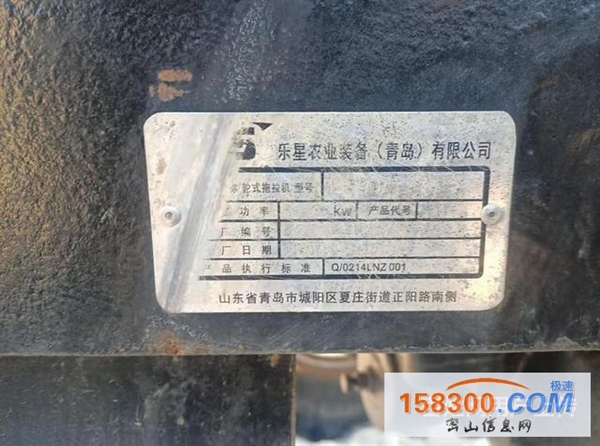 S 乐星农业装备（青岛）有限公司
轮式拖拉机 型号
功率 KW 产品代号
厂编号
厂日期
品执行标准 Q/0214LNZ 001
山东省青岛市城阳区夏庄街道正阳路南侧
极速
158300.COM
密山信息网